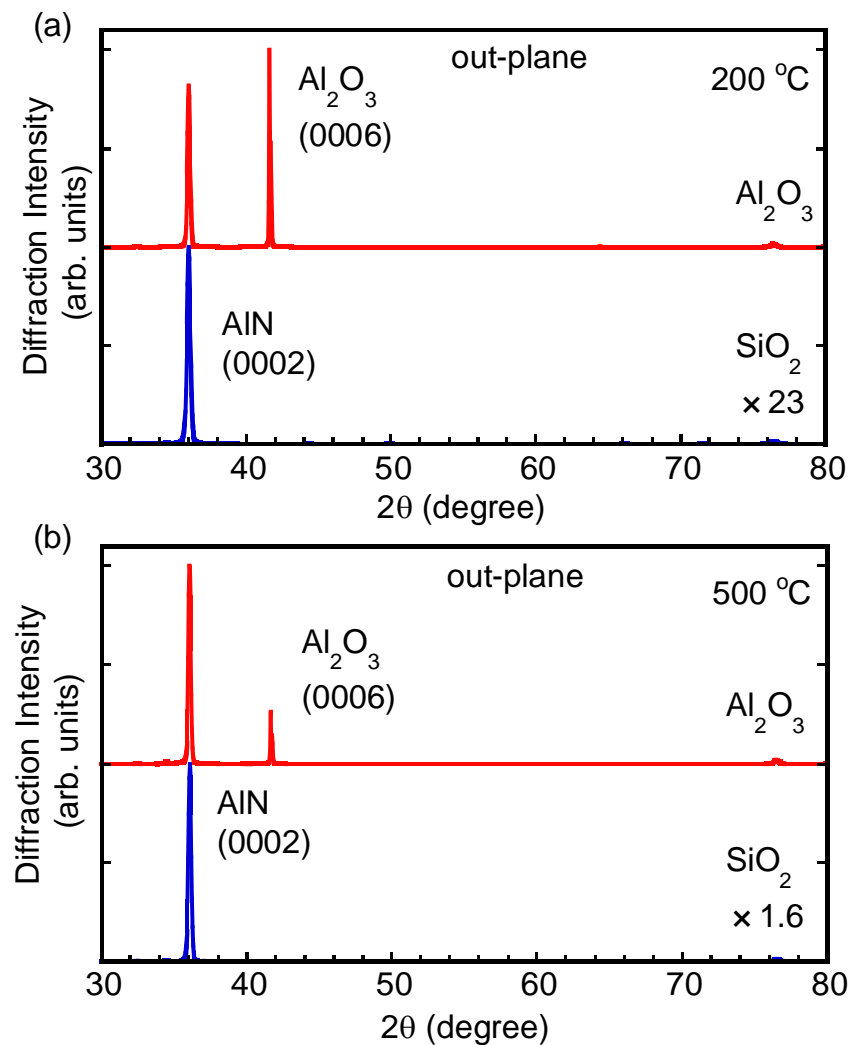 (a)
out-plane
200 °C
Al2O3
(0006)
Al2O3
AlN
(0002)
SiO2
× 23
Diffraction Intensity
(arb. units)
30 40 50 60 70 80
2θ (degree)
(b)
out-plane
500 °C
Al2O3
(0006)
Al2O3
AlN
(0002)
SiO2
× 1.6
Diffraction Intensity
(arb. units)
30 40 50 60 70 80
2θ (degree)